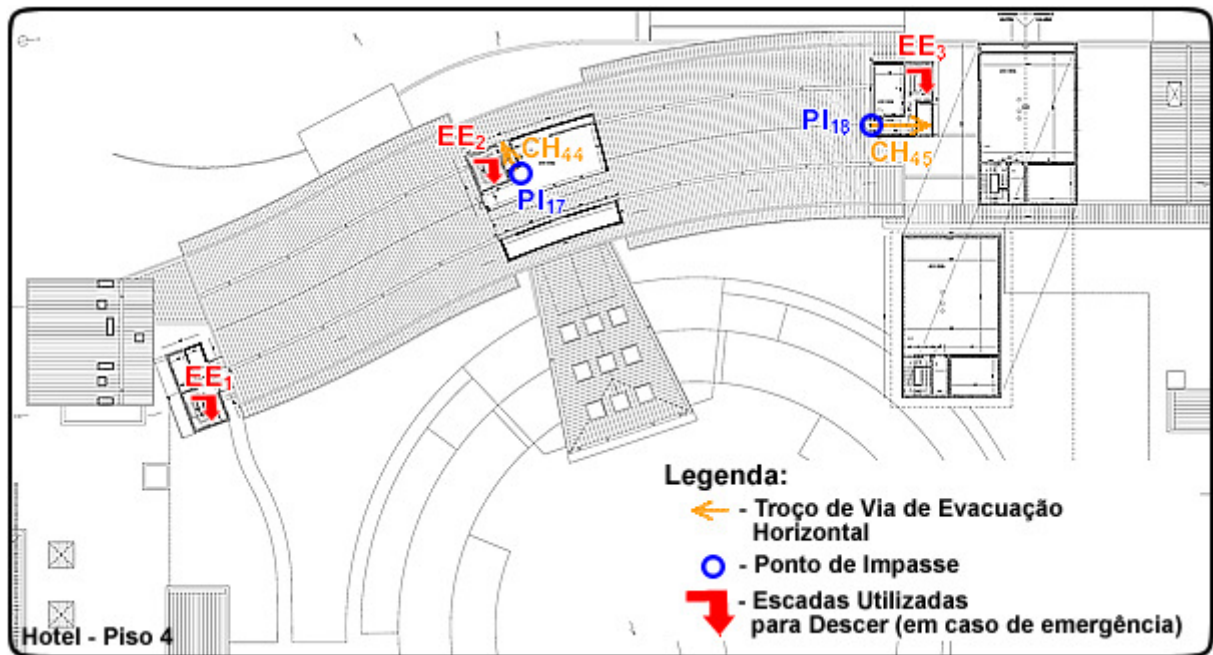 EE3
PI18
CH45
EE2
CH44
PI17
EE1
Legenda:
- Troço de Via de Evacuação
Horizontal
- Ponto de Impasse
- Escadas Utilizadas
para Descer (em caso de emergência)
Hotel - Piso 4